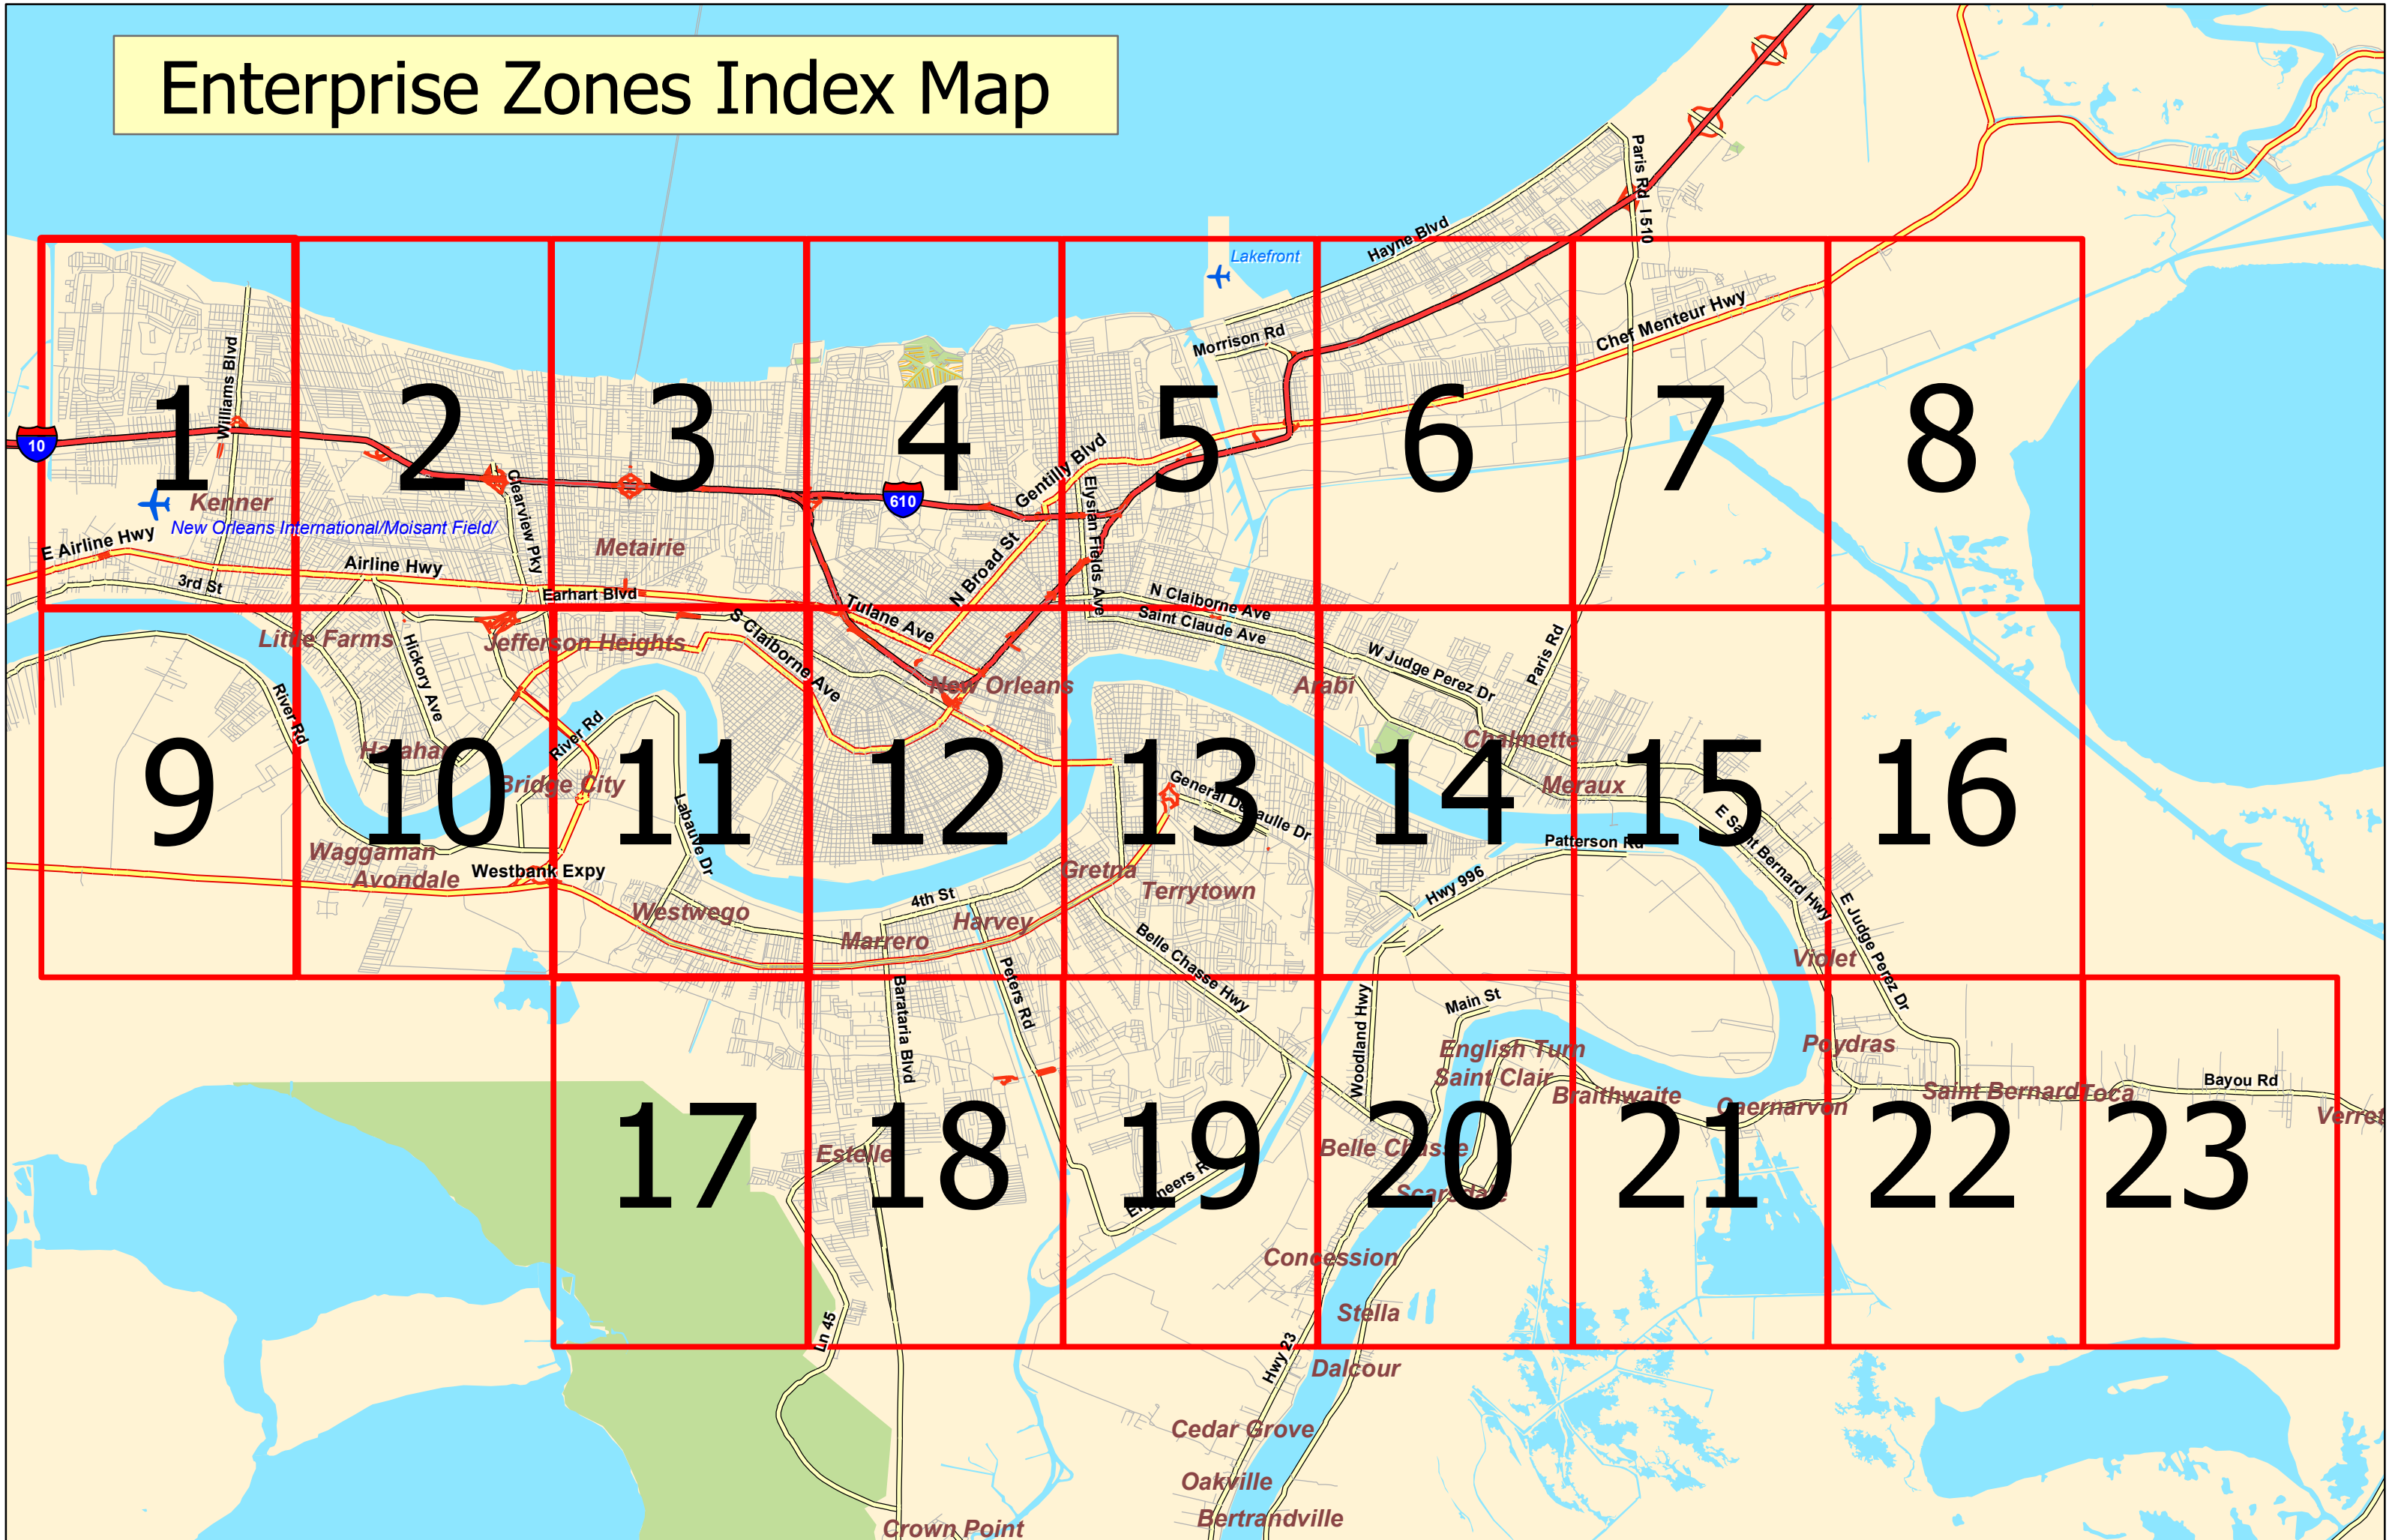 Enterprise Zones Index Map
Paris Rd
I 510
Hayne Blvd
Lakefront
Morrison Rd
Chef Menteur Hwy
Williams Blvd
1
2
3
4
5
6
7
8
10
610
Kenner
New Orleans International/Moisant Field/
Clearview Pky
Gentilly Blvd
Elysian Fields Ave
Metairie
E Airline Hwy
Airline Hwy
3rd St
Earhart Blvd
N Broad St
Tulane Ave
N Claiborne Ave
Saint Claude Ave
Little Farms
Hickory Ave
Jefferson Heights
S Claiborne Ave
New Orleans
Arabi
W Judge Perez Dr
Paris Rd
River Rd
Harahan
River Rd
Bridge City
Chalmette
Meraux
General De Gaulle Dr
9
10
11
12
13
14
15
16
Labauve Dr
Waggaman
Avondale
Westbank Expy
Westwego
4th St
Harvey
Marrero
Gretna
Terrytown
Hwy 996
Patterson Rd
E Saint Bernard Hwy
E Judge Perez Dr
Violet
Belle Chasse Hwy
Peters Rd
Barataria Blvd
Woodland Hwy
Main St
English Turn
Saint Clair
Braithwaite
Caernarvon
Poydras
Saint Bernard
Toca
Bayou Rd
Verret
17
18
19
20
21
22
23
Estelle
Engineers Rd
Belle Chasse
Scarsdale
Concession
Stella
Ln 45
Hwy 23
Dalcour
Cedar Grove
Oakville
Bertrandville
Crown Point